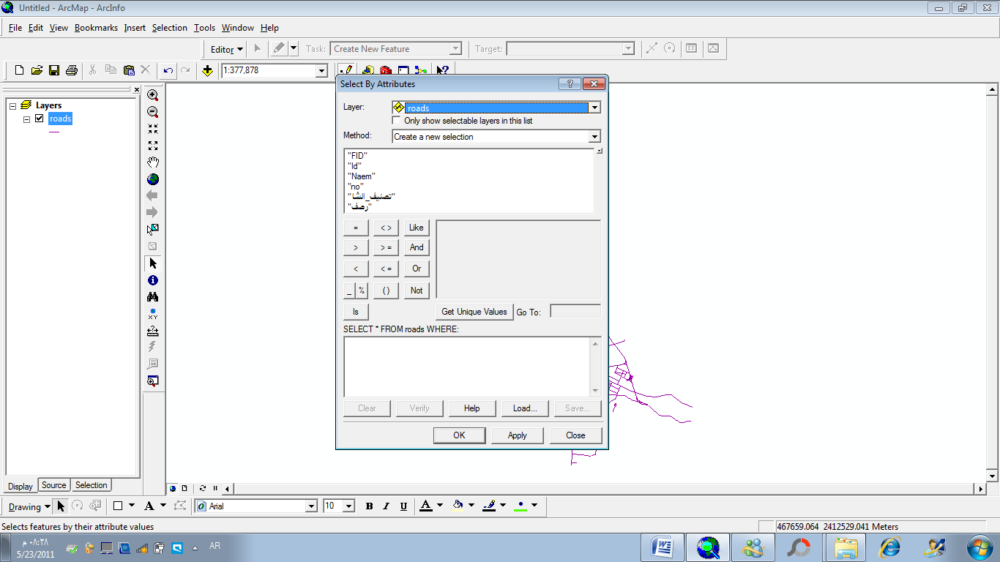 Untitled - ArcMap - ArcInfo
File Edit View Bookmarks Insert Selection Tools Window Help
Editor Task: Create New Feature Target:
1:377,878
Select By Attributes
Layers
roads
Layer: roads
Only show selectable layers in this list
Method: Create a new selection
"FID"
"Id"
"Naem"
"no"
"تصنيف_الشا"
"رصف"
= < > Like
> > = And
< < = Or
_ % ( ) Not
Is Get Unique Values Go To:
SELECT * FROM roads WHERE:
Clear Verify Help Load... Save...
OK Apply Close
XY
Display Source Selection
Drawing A Arial 10 B I U A
Selects features by their attribute values
467659.064 2412529.041 Meters
٠٨:٢٨ م
AR
5/23/2011